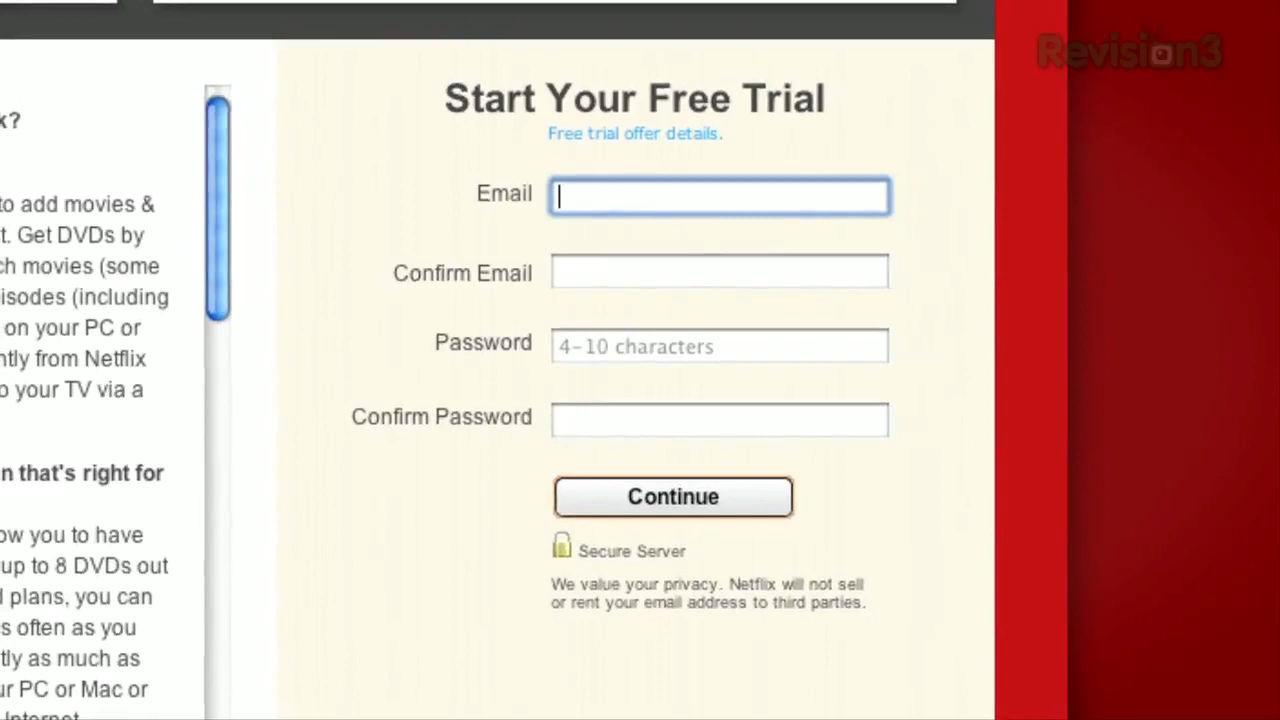 Revision3
k?
to add movies &
t. Get DVDs by
ch movies (some
isodes (including
on your PC or
ntly from Netflix
o your TV via a
n that's right for
ow you to have
up to 8 DVDs out
d plans, you can
s often as you
tly as much as
ur PC or Mac or
Internet
Start Your Free Trial
Free trial offer details.
Email
Confirm Email
Password
4-10 characters
Confirm Password
Continue
Secure Server
We value your privacy. Netflix will not sell
or rent your email address to third parties.